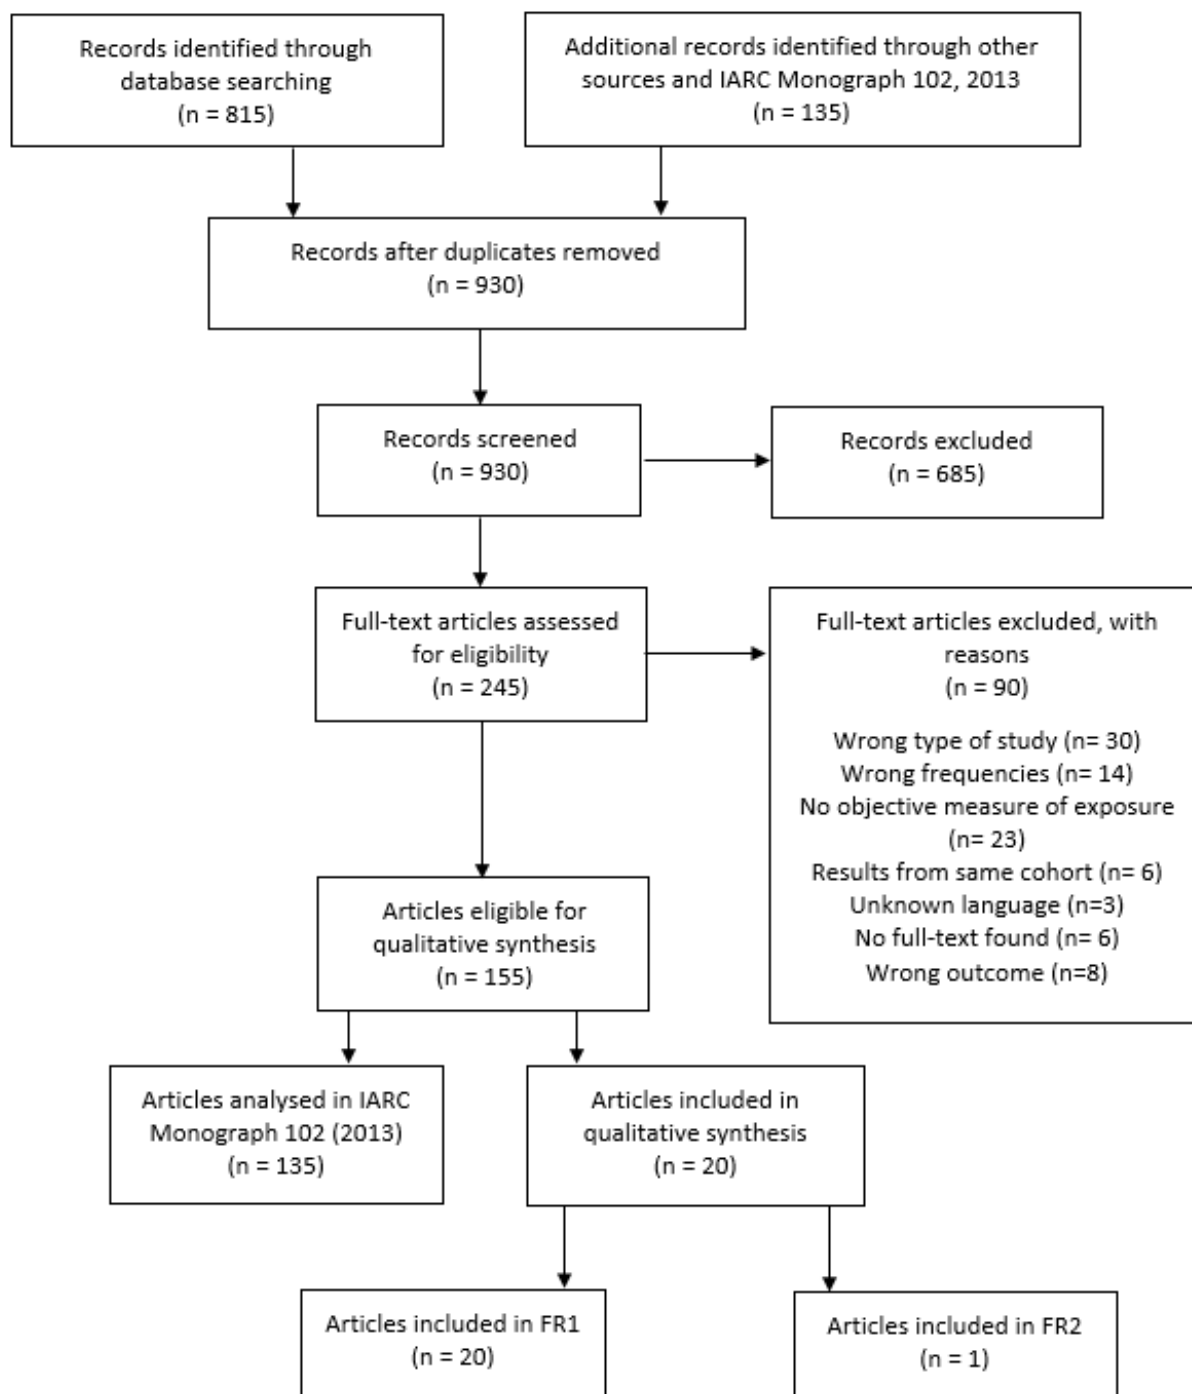 Records identified through
database searching
(n = 815)
Additional records identified through other
sources and IARC Monograph 102, 2013
(n = 135)
Records after duplicates removed
(n = 930)
Records screened
(n = 930)
Records excluded
(n = 685)
Full-text articles assessed
for eligibility
(n = 245)
Full-text articles excluded, with
reasons
(n = 90)
Wrong type of study (n= 30)
Wrong frequencies (n= 14)
No objective measure of exposure
(n= 23)
Results from same cohort (n= 6)
Unknown language (n=3)
No full-text found (n= 6)
Wrong outcome (n=8)
Articles eligible for
qualitative synthesis
(n = 155)
Articles analysed in IARC
Monograph 102 (2013)
(n = 135)
Articles included in
qualitative synthesis
(n = 20)
Articles included in FR1
(n = 20)
Articles included in FR2
(n = 1)